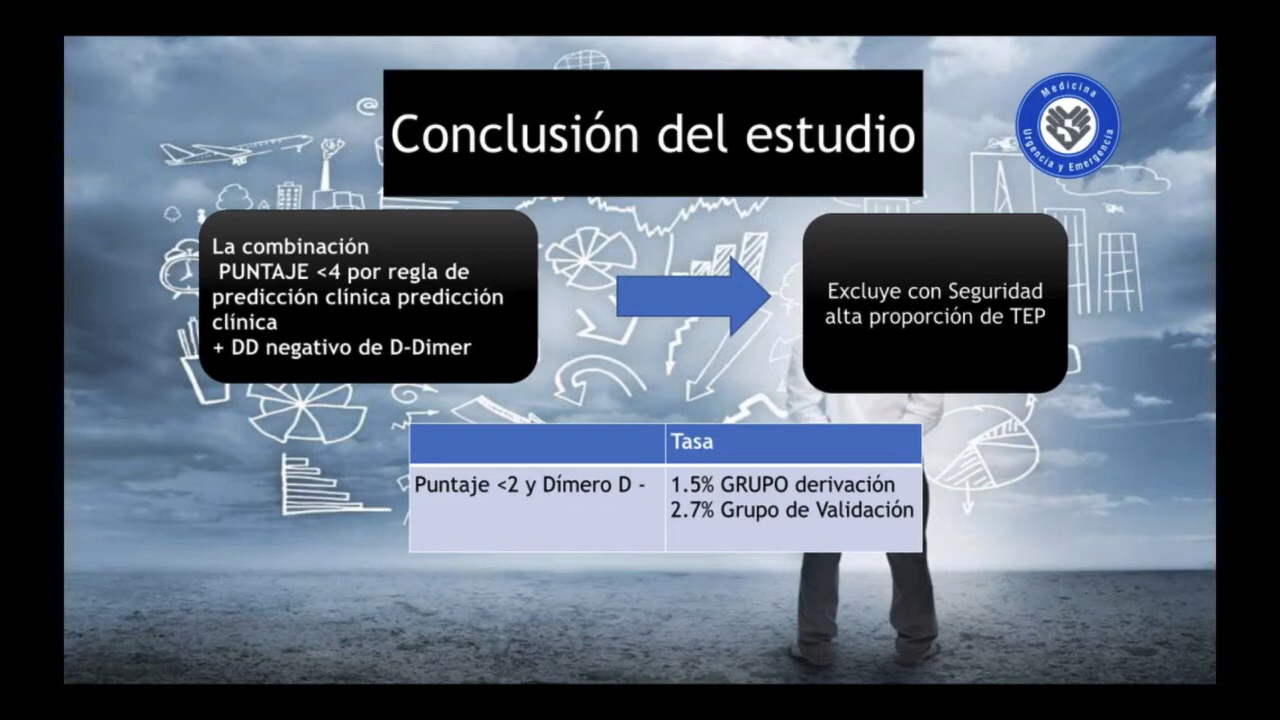 Conclusión del estudio
Medicina
Urgencia y Emergencia
La combinación
PUNTAJE <4 por regla de
predicción clínica predicción
clínica
+ DD negativo de D-Dimer
Excluye con Seguridad
alta proporción de TEP
Tasa
Puntaje <2 y Dímero D -
1.5% GRUPO derivación
2.7% Grupo de Validación
@